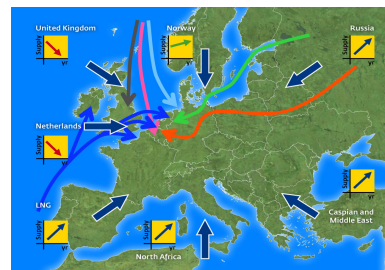 United Kingdom
Supply
yr
Norway
Supply
yr
Russia
Supply
yr
Netherlands
Supply
yr
LNG
Supply
yr
North Africa
Supply
yr
Caspian and
Middle East
Supply
yr